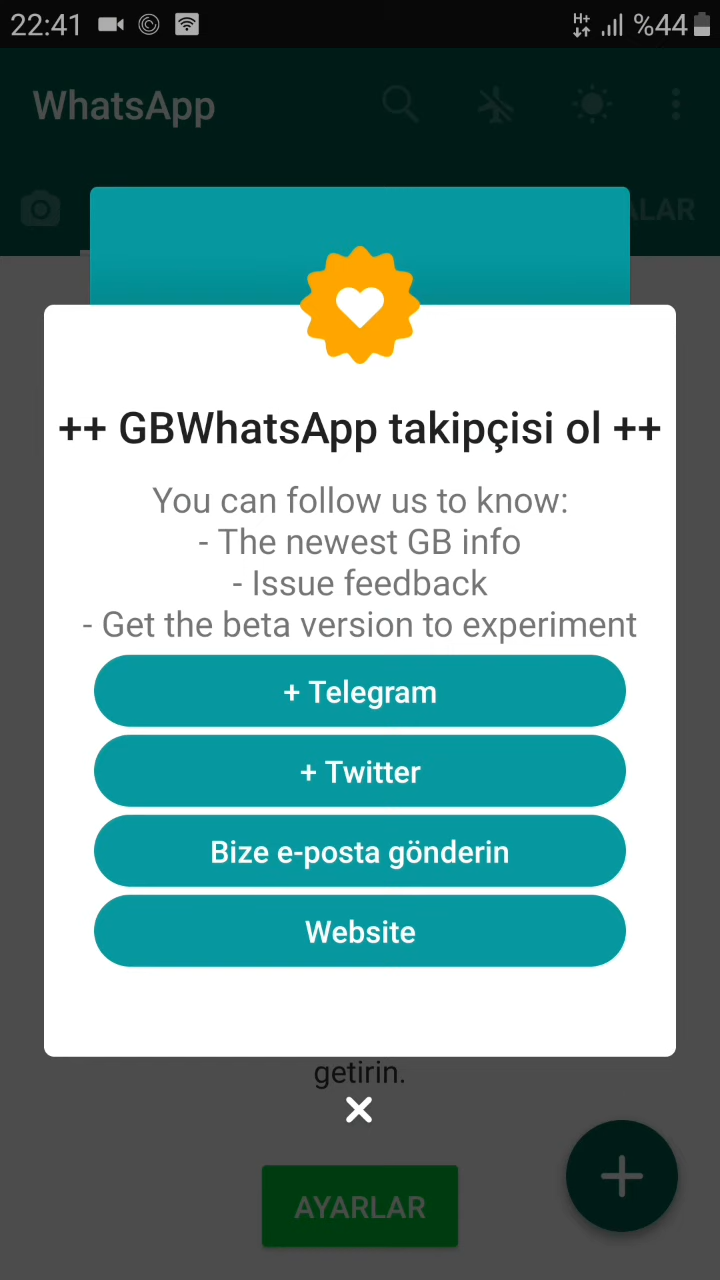 22:41 H+ %44
WhatsApp
ALAR
++ GBWhatsApp takipçisi ol ++
You can follow us to know:
- The newest GB info
- Issue feedback
- Get the beta version to experiment
+ Telegram
+ Twitter
Bize e-posta gönderin
Website
getirin.
AYARLAR